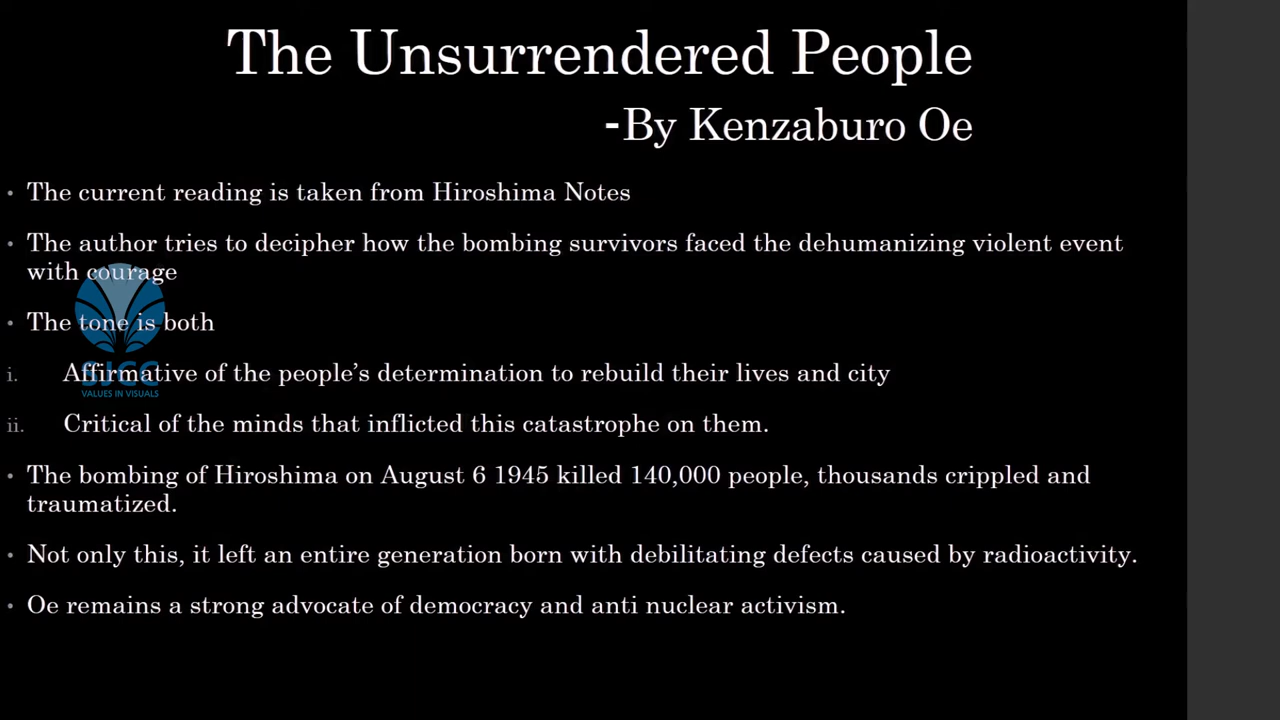 The Unsurrendered People
-By Kenzaburo Oe
• The current reading is taken from Hiroshima Notes
• The author tries to decipher how the bombing survivors faced the dehumanizing violent event
with courage
• The tone is both
i. Affirmative of the people’s determination to rebuild their lives and city
SJCC
VALUES IN VISUALS
ii. Critical of the minds that inflicted this catastrophe on them.
• The bombing of Hiroshima on August 6 1945 killed 140,000 people, thousands crippled and
traumatized.
• Not only this, it left an entire generation born with debilitating defects caused by radioactivity.
• Oe remains a strong advocate of democracy and anti nuclear activism.